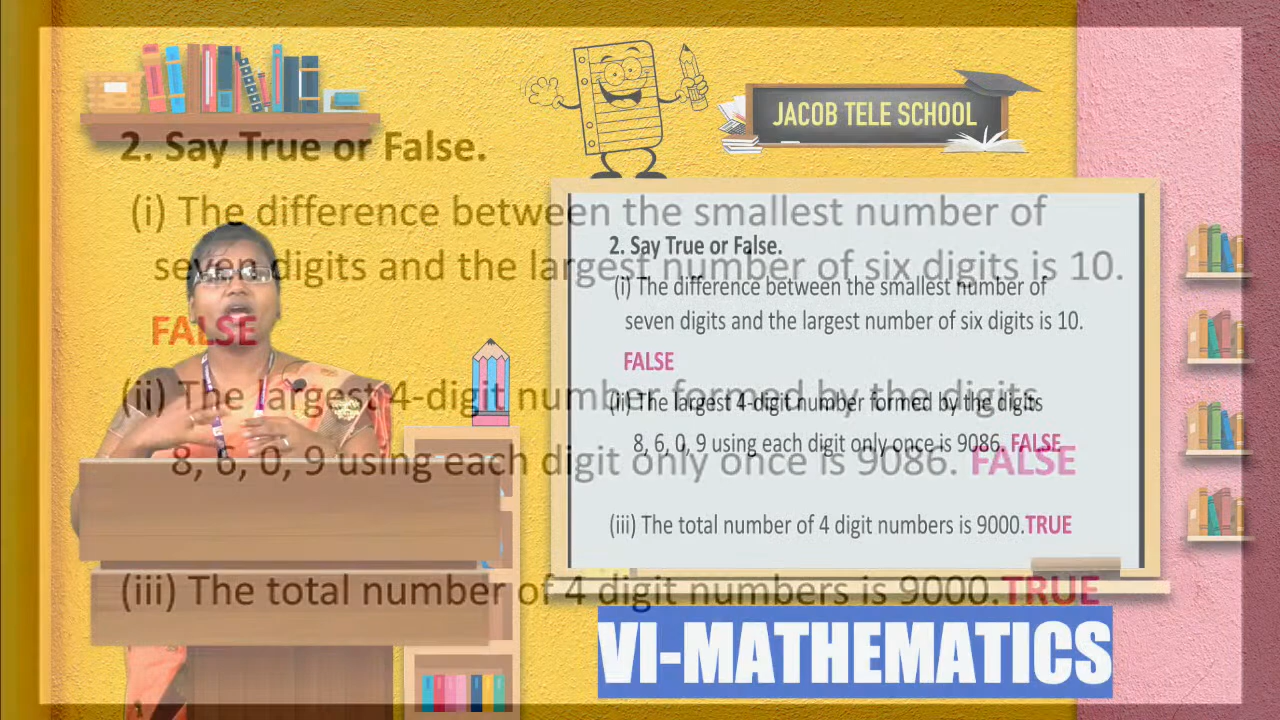 JACOB TELE SCHOOL
2. Say True or False.
(i) The difference between the smallest number of
seven digits and the largest number of six digits is 10.
FALSE
(ii) The largest 4-digit number formed by the digits
8, 6, 0, 9 using each digit only once is 9086. FALSE
(iii) The total number of 4 digit numbers is 9000.TRUE
2. Say True or False.
(i) The difference between the smallest number of
seven digits and the largest number of six digits is 10.
FALSE
(ii) The largest 4-digit number formed by the digits
8, 6, 0, 9 using each digit only once is 9086. FALSE
(iii) The total number of 4 digit numbers is 9000.TRUE
VI-MATHEMATICS